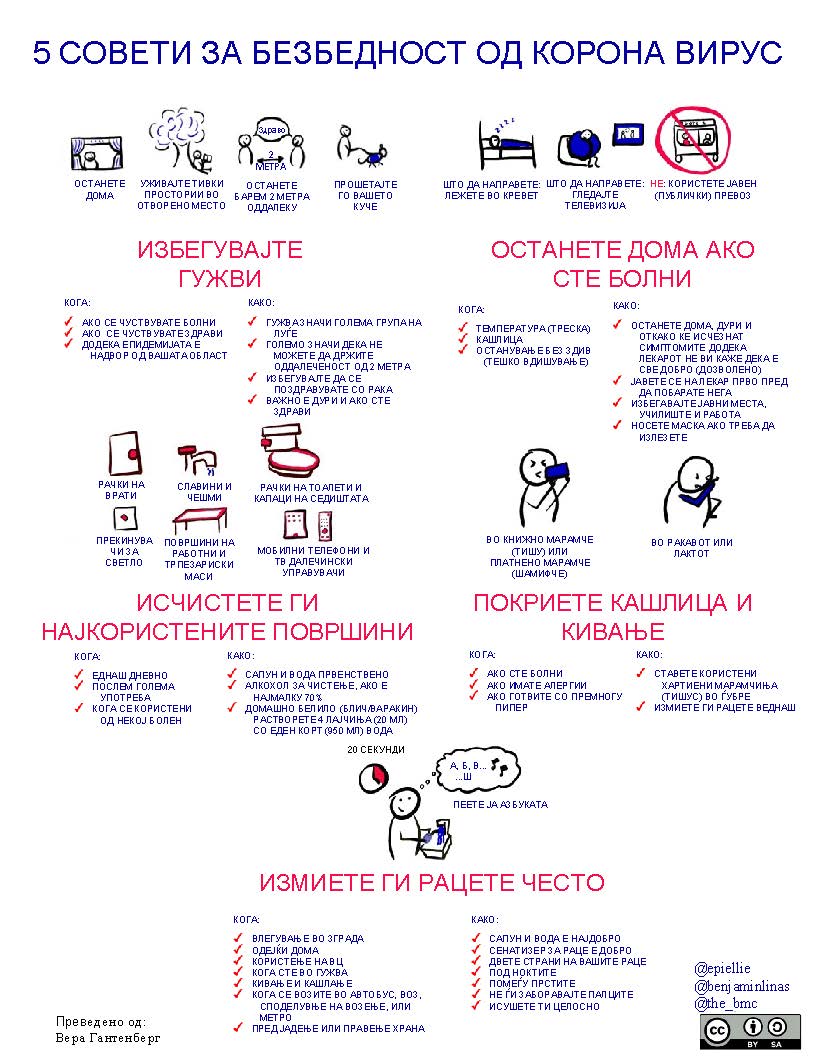 5 СОВЕТИ ЗА БЕЗБЕДНОСТ ОД КОРОНА ВИРУС
Здраво
2
МЕТРА
ОСТАНЕТЕ
ДОМА
УЖИВАЈТЕ ТИВКИ
ПРОСТОРИИ ВО
ОТВОРЕНО МЕСТО
ОСТАНЕТЕ
БАРЕМ 2 МЕТРА
ОДДАЛЕКУ
ПРОШЕТАЈТЕ
ГО ВАШЕТО
КУЧЕ
ZZZZ
ШТО ДА НАПРАВЕТЕ:
ЛЕЖЕТЕ ВО КРЕВЕТ
ШТО ДА НАПРАВЕТЕ:
ГЛЕДАЈТЕ
ТЕЛЕВИЗИЈА
НЕ: КОРИСТЕТЕ ЈАВЕН
(ПУБЛИЧКИ) ПРЕВОЗ
ИЗБЕГУВАЈТЕ
ГУЖВИ
КОГА:
✓ АКО СЕ ЧУСТВУВАТЕ БОЛНИ
✓ АКО СЕ ЧУСТВУВАТЕ ЗДРАВИ
✓ ДОДЕКА ЕПИДЕМИЈАТА Е
НАДВОР ОД ВАШАТА ОБЛАСТ
КАКО:
✓ ГУЖВА ЗНАЧИ ГОЛЕМА ГРУПА НА
ЛУЃЕ
✓ ГОЛЕМО ЗНАЧИ ДЕКА НЕ
МОЖЕТЕ ДА ДРЖИТЕ
ОДДАЛЕЧЕНОСТ ОД 2 МЕТРА
✓ ИЗБЕГУВАЈТЕ ДА СЕ
ПОЗДРАВУВАТЕ СО РАКА
✓ ВАЖНО Е ДУРИ И АКО СТЕ
ЗДРАВИ
ОСТАНЕТЕ ДОМА АКО
СТЕ БОЛНИ
КОГА:
✓ ТЕМПЕРАТУРА (ТРЕСКА)
✓ КАШЛИЦА
✓ ОСТАНУВАЊЕ БЕЗ ЗДИВ
(ТЕШКО ВДИШУВАЊЕ)
КАКО:
✓ ОСТАНЕТЕ ДОМА, ДУРИ И
ОТКАКО КЕ ИСЧЕЗНАТ
СИМПТОМИТЕ ДОДЕКА
ЛЕКАРОТ НЕ ВИ КАЖЕ ДЕКА Е
СВЕ ДОБРО (ДОЗВОЛЕНО)
✓ ЈАВЕТЕ СЕ НА ЛЕКАР ПРВО ПРЕД
ДА ПОБАРАТЕ НЕГА
✓ ИЗБЕГАВАЈТЕ ЈАВНИ МЕСТА,
УЧИЛИШТЕ И РАБОТА
✓ НОСЕТЕ МАСКА АКО ТРЕБА ДА
ИЗЛЕЗЕТЕ
РАЧКИ НА
ВРАТИ
СЛАВИНИ И
ЧЕШМИ
РАЧКИ НА ТОАЛЕТИ И
КАПАЦИ НА СЕДИШТАТА
ПРЕКИНУВА
ЧИ ЗА
СВЕТЛО
ПОВРШИНИ НА
РАБОТНИ И
ТРПЕЗАРИСКИ
МАСИ
МОБИЛНИ ТЕЛЕФОНИ И
ТВ ДАЛЕЧИНСКИ
УПРАВУВАЧИ
ВО КНИЖНО МАРАМЧЕ
(ТИШУ) ИЛИ
ПЛАТНЕНО МАРАМЧЕ
(ШАМИФЧЕ)
ВО РАКАВОТ ИЛИ
ЛАКТОТ
ИСЧИСТЕТЕ ГИ
НАЈКОРИСТЕНИТЕ ПОВРШИНИ
КОГА:
✓ ЕДНАШ ДНЕВНО
✓ ПОСЛЕМ ГОЛЕМА
УПОТРЕБА
✓ КОГА СЕ КОРИСТЕНИ
ОД НЕКОЈ БОЛЕН
КАКО:
✓ САПУН И ВОДА ПРВЕНСТВЕНО
✓ АЛКОХОЛ ЗА ЧИСТЕЊЕ, АКО Е
НАЈМАЛКУ 70%
✓ ДОМАШНО БЕЛИЛО (БЛИЧ/ВАРАКИН)
РАСТВОРЕТЕ 4 ЛАЈЧИЊА (20 МЛ)
СО ЕДЕН КОРТ (950 МЛ) ВОДА
ПОКРИЕТЕ КАШЛИЦА И
КИВАЊЕ
КОГА:
✓ АКО СТЕ БОЛНИ
✓ АКО ИМАТЕ АЛЕРГИИ
✓ АКО ГОТВИТЕ СО ПРЕМНОГУ
ПИПЕР
КАКО:
✓ СТАВЕТЕ КОРИСТЕНИ
ХАРТИЕНИ МАРАМЧИЊА
(ТИШУС) ВО ЃУБРЕ
✓ ИЗМИЕТЕ ГИ РАЦЕТЕ ВЕДНАШ
20 СЕКУНДИ
А, Б, В...
...Ш
ПЕЕТЕ ЈА АЗБУКАТА
ИЗМИЕТЕ ГИ РАЦЕТЕ ЧЕСТО
КОГА:
✓ ВЛЕГУВАЊЕ ВО ЗГРАДА
✓ ОДЕЈЌИ ДОМА
✓ КОРИСТЕЊЕ НА ВЦ
✓ КОГА СТЕ ВО ГУЖВА
✓ КИВАЊЕ И КАШЛАЊЕ
✓ КОГА СЕ ВОЗИТЕ ВО АВТОБУС, ВОЗ,
СПОДЕЛУВЊЕ НА ВОЗЕЊЕ, ИЛИ
МЕТРО
✓ ПРЕД ЈАДЕЊЕ ИЛИ ПРАВЕЊЕ ХРАНА
КАКО:
✓ САПУН И ВОДА Е НАЈДОБРО
✓ СЕНАТИЗЕР ЗА РАЦЕ Е ДОБРО
✓ ДВЕТЕ СТРАНИ НА ВАШИТЕ РАЦЕ
✓ ПОД НОКТИТЕ
✓ ПОМЕЃУ ПРСТИТЕ
✓ НЕ ЃИ ЗАБОРАВАЈТЕ ПАЛЦИТЕ
✓ ИСУШЕТЕ ТИ ЦЕЛОСНО
@epiellie
@benjaminlinas
@the_bmc
Преведено од:
Вера Гантенберг
cc BY SA